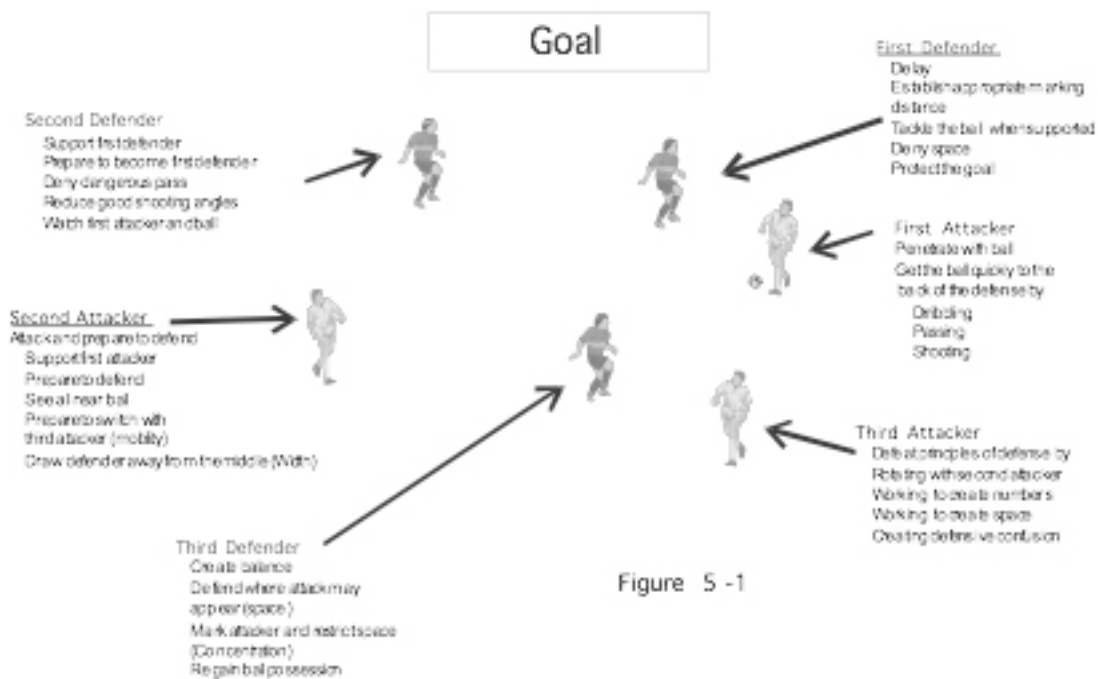 Goal
First Defender
Delay
Establish appropriate marking
distance
Tackle the ball when supported
Deny space
Protect the goal
Second Defender
Support first defender
Prepare to become first defender
Deny dangerous pass
Reduce good shooting angles
Watch first attacker and ball
First Attacker
Penetrate with ball
Get the ball quickly to the
back of the defense by
Dribbling
Passing
Shooting
Second Attacker
Attack and prepare to defend
Support first attacker
Prepare to defend
See all near ball
Prepare to switch with
third attacker (mobility)
Draw defender away from the middle (Width)
Third Attacker
Defeat principles of defense by
Rotating with second attacker
Working to create numbers
Working to create space
Creating defensive confusion
Third Defender
Create balance
Defend where attack may
appear (space)
Mark attacker and restrict space
(Concentration)
Regain ball possession
Figure 5-1